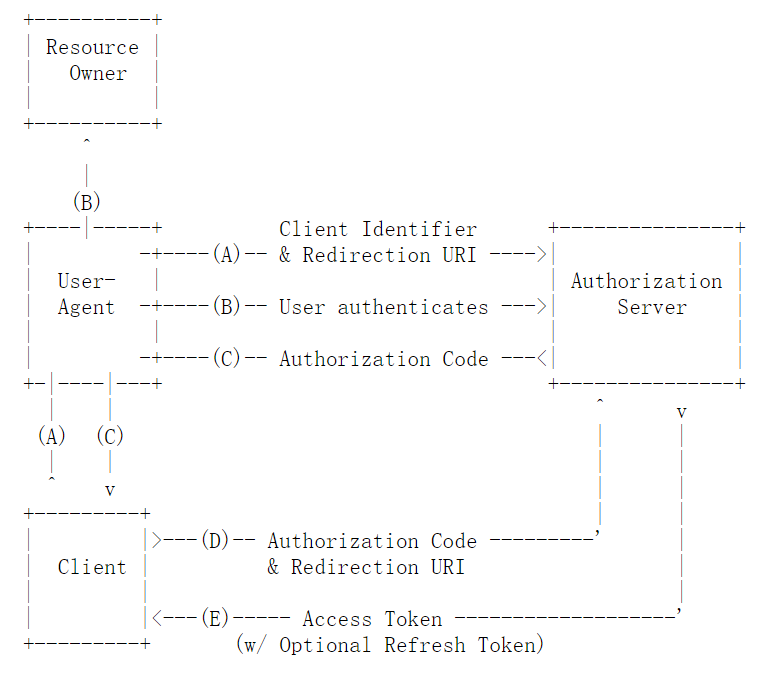 +----------+
| Resource |
|   Owner  |
|          |
+----------+
     ^
     |
    (B)
+----|-----+          Client Identifier      +---------------+
|         -+----(A)-- & Redirection URI ---->|               |
|  User-   |                                 | Authorization |
|  Agent  -+----(B)-- User authenticates --->|     Server    |
|          |                                 |               |
|         -+----(C)-- Authorization Code ---<|               |
+-|----|---+                                 +---------------+
  |    |                                         ^      v
 (A)  (C)                                        |      |
  |    |                                         |      |
  ^    v                                         |      |
+---------+                                      |      |
|         |>---(D)-- Authorization Code ---------'      |
|  Client |          & Redirection URI                  |
|         |                                             |
|         |<---(E)----- Access Token -------------------'
+---------+       (w/ Optional Refresh Token)